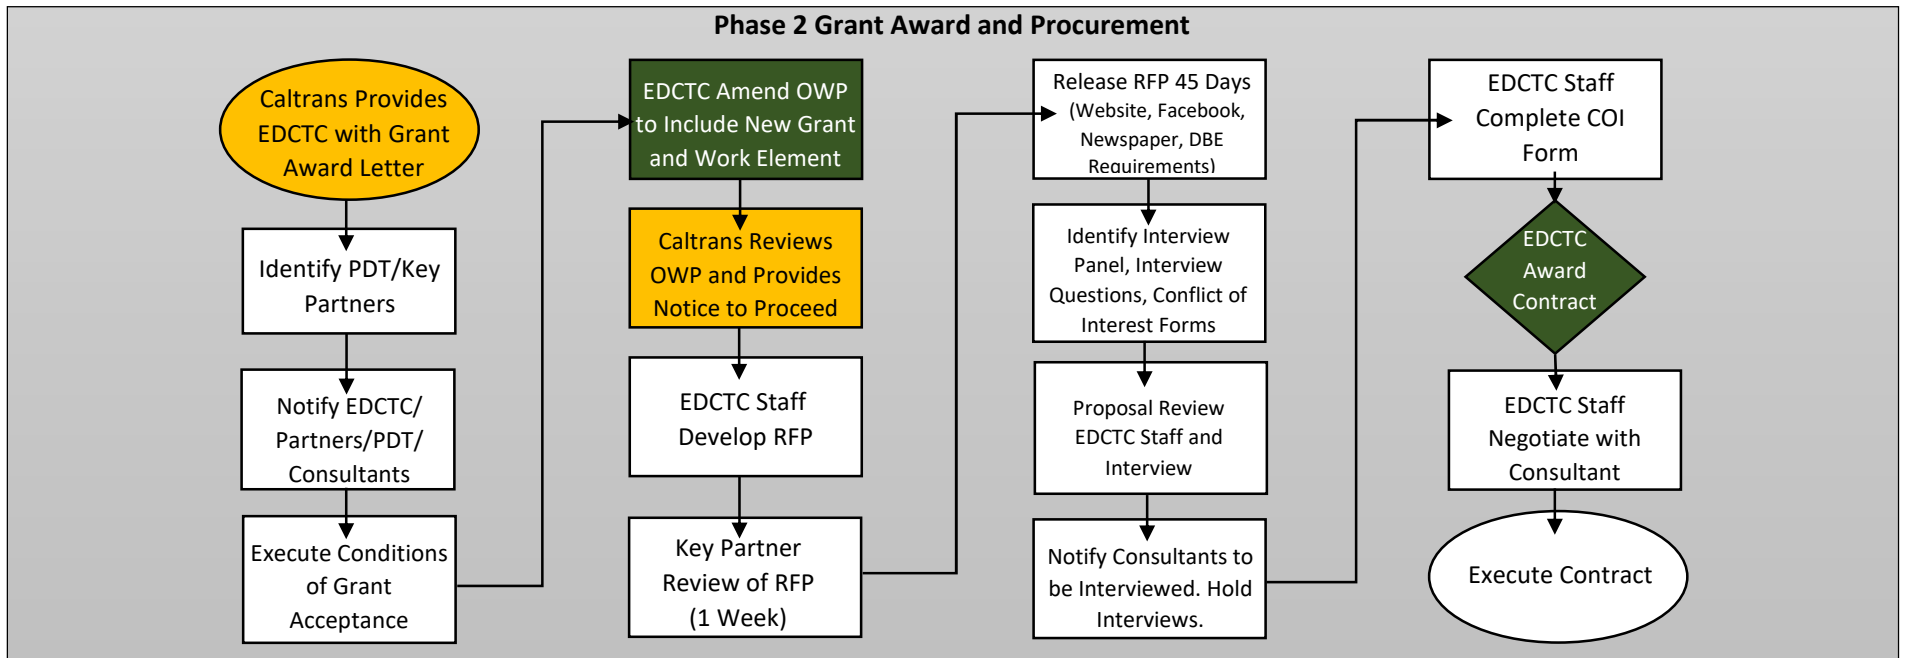 Phase 2 Grant Award and Procurement
Caltrans Provides
EDCTC with Grant
Award Letter
Identify PDT/Key
Partners
Notify EDCTC/
Partners/PDT/
Consultants
Execute Conditions
of Grant
Acceptance
EDCTC Amend OWP
to Include New Grant
and Work Element
Caltrans Reviews
OWP and Provides
Notice to Proceed
EDCTC Staff
Develop RFP
Key Partner
Review of RFP
(1 Week)
Release RFP 45 Days
(Website, Facebook,
Newspaper, DBE
Requirements)
Identify Interview
Panel, Interview
Questions, Conflict of
Interest Forms
Proposal Review
EDCTC Staff and
Interview
Notify Consultants to
be Interviewed. Hold
Interviews.
EDCTC Staff
Complete COI
Form
EDCTC
Award
Contract
EDCTC Staff
Negotiate with
Consultant
Execute Contract